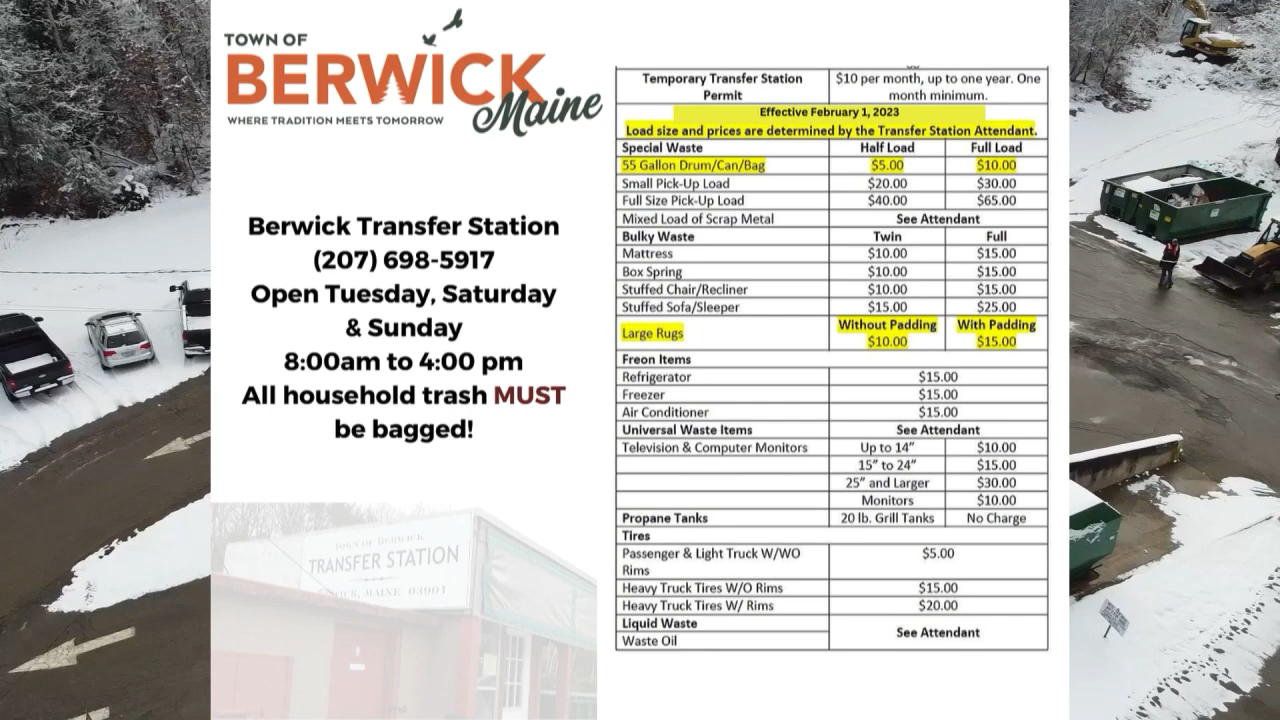 TOWN OF
BERWICK
Maine
WHERE TRADITION MEETS TOMORROW
Berwick Transfer Station
(207) 698-5917
Open Tuesday, Saturday
& Sunday
8:00am to 4:00 pm
All household trash MUST
be bagged!
TOWN OF BERWICK
TRANSFER STATION
MAINE 03901
Temporary Transfer Station Permit $10 per month, up to one year. One month minimum.
Effective February 1, 2023
Load size and prices are determined by the Transfer Station Attendant.
Special Waste Half Load Full Load
55 Gallon Drum/Can/Bag $5.00 $10.00
Small Pick-Up Load $20.00 $30.00
Full Size Pick-Up Load $40.00 $65.00
Mixed Load of Scrap Metal See Attendant
Bulky Waste Twin Full
Mattress $10.00 $15.00
Box Spring $10.00 $15.00
Stuffed Chair/Recliner $10.00 $15.00
Stuffed Sofa/Sleeper $15.00 $25.00
Large Rugs Without Padding $10.00 With Padding $15.00
Freon Items
Refrigerator $15.00
Freezer $15.00
Air Conditioner $15.00
Universal Waste Items See Attendant
Television & Computer Monitors Up to 14” $10.00
15” to 24” $15.00
25” and Larger $30.00
Monitors $10.00
Propane Tanks 20 lb. Grill Tanks No Charge
Tires
Passenger & Light Truck W/WO Rims $5.00
Heavy Truck Tires W/O Rims $15.00
Heavy Truck Tires W/ Rims $20.00
Liquid Waste See Attendant
Waste Oil